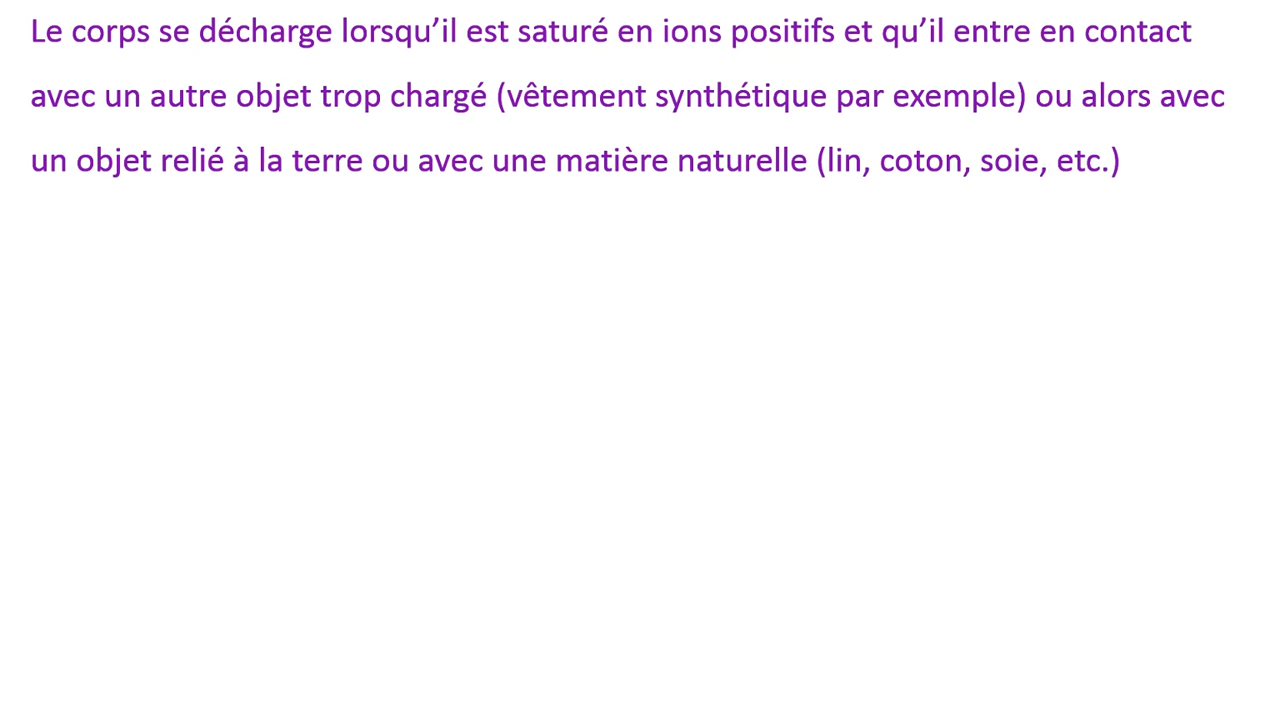 Le corps se décharge lorsqu’il est saturé en ions positifs et qu’il entre en contact
avec un autre objet trop chargé (vêtement synthétique par exemple) ou alors avec
un objet relié à la terre ou avec une matière naturelle (lin, coton, soie, etc.)